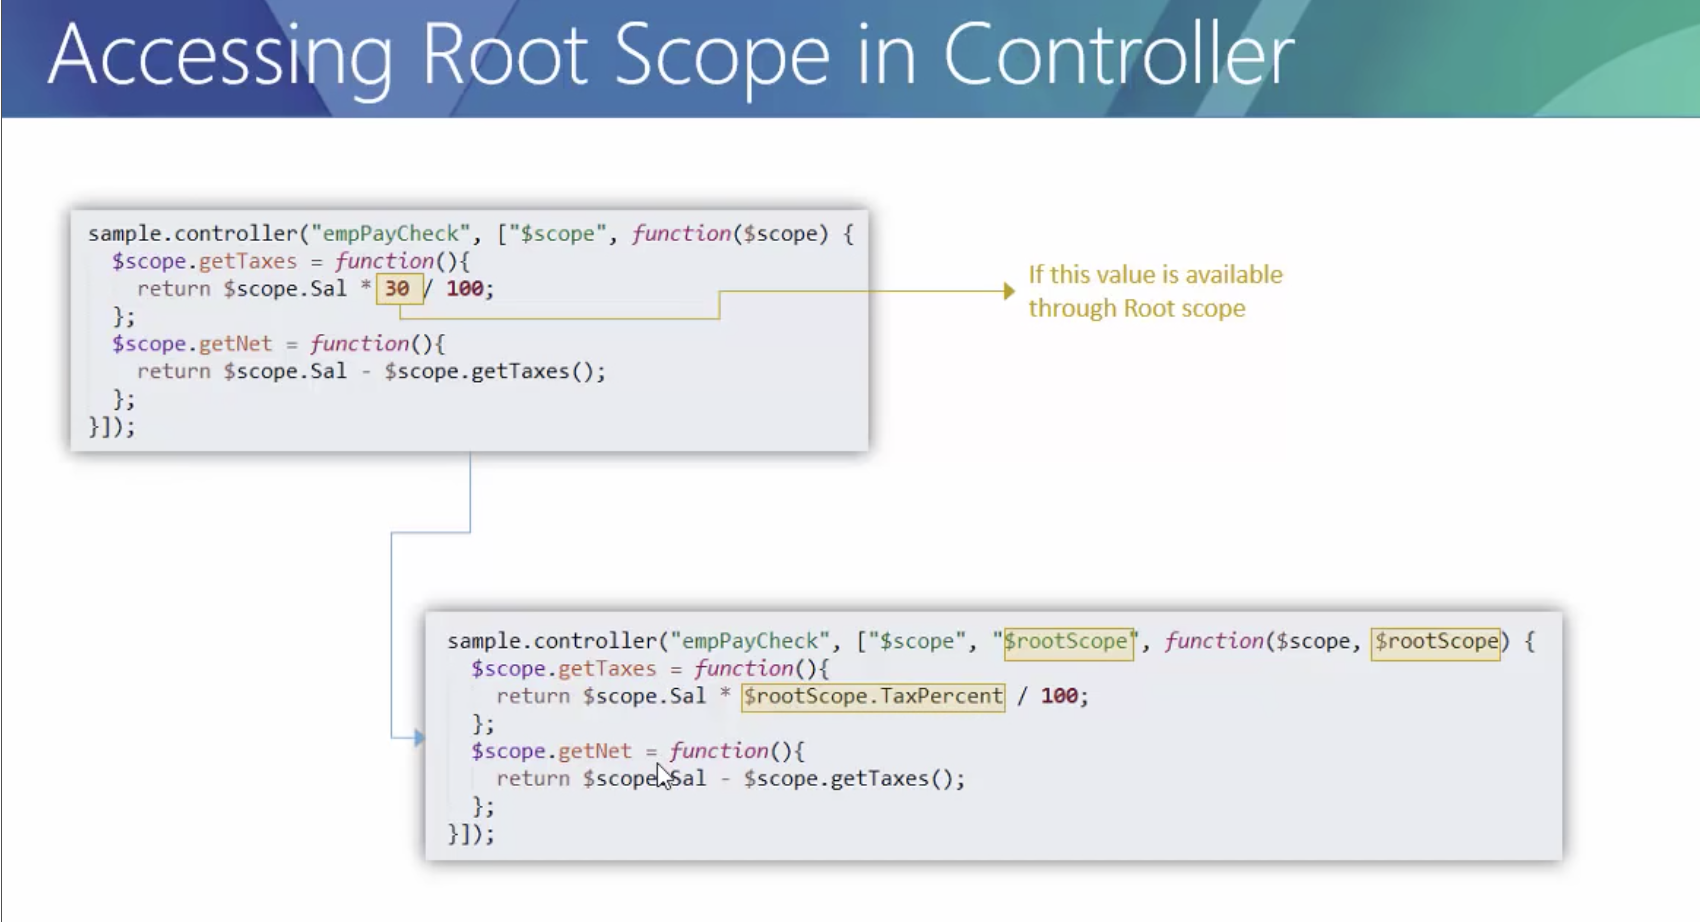 Accessing Root Scope in Controller
sample.controller("empPayCheck", ["$scope", function($scope) {
$scope.getTaxes = function(){
return $scope.Sal * 30 / 100;
};
$scope.getNet = function(){
return $scope.Sal - $scope.getTaxes();
};
}]);
If this value is available
through Root scope
sample.controller("empPayCheck", ["$scope", "$rootScope", function($scope, $rootScope) {
$scope.getTaxes = function(){
return $scope.Sal * $rootScope.TaxPercent / 100;
};
$scope.getNet = function(){
return $scope.Sal - $scope.getTaxes();
};
}]);